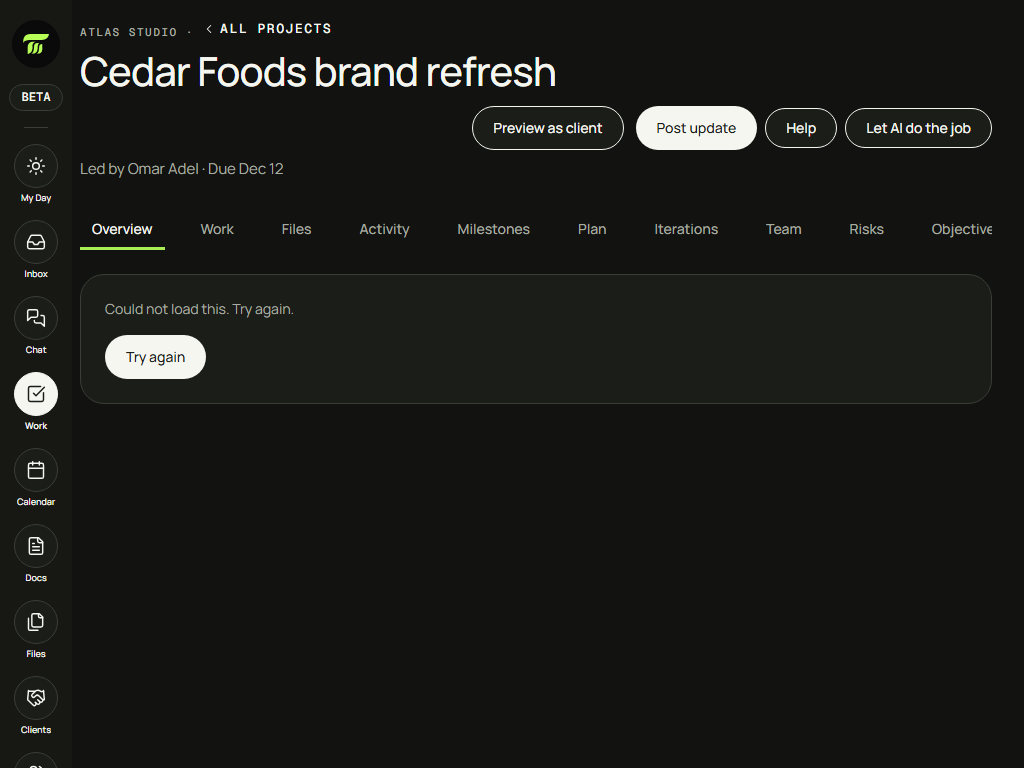 ATLAS STUDIO · ALL PROJECTS
Cedar Foods brand refresh
Preview as client
Post update
Help
Let AI do the job
Led by Omar Adel · Due Dec 12
Overview
Work
Files
Activity
Milestones
Plan
Iterations
Team
Risks
Objective
Could not load this. Try again.
Try again
BETA
My Day
Inbox
Chat
Work
Calendar
Docs
Files
Clients